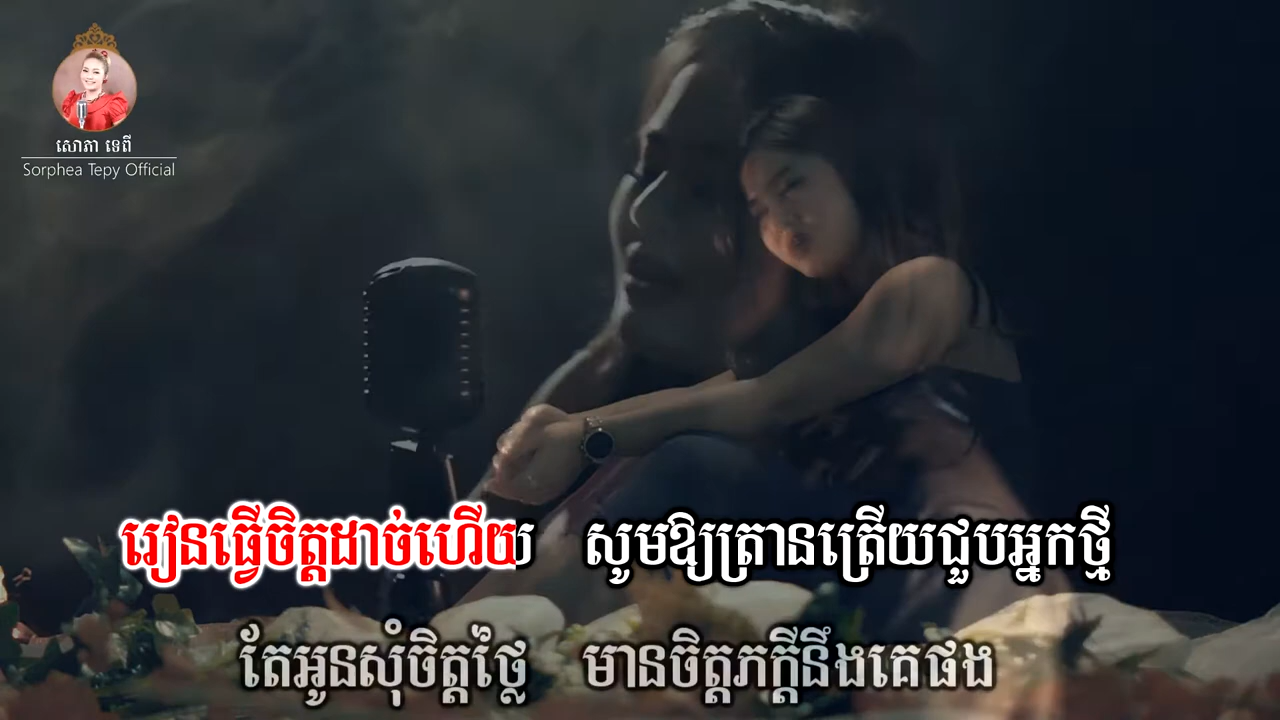 សោភា ទេពី
Sorphea Tepy Official
រៀនធ្វើចិត្តដាច់ហើយ សូមឱ្យត្រានត្រើយជួបអ្នកថ្មី
តែអូនសុំចិត្តថ្លៃ មានចិត្តភក្ដីនឹងគេផង